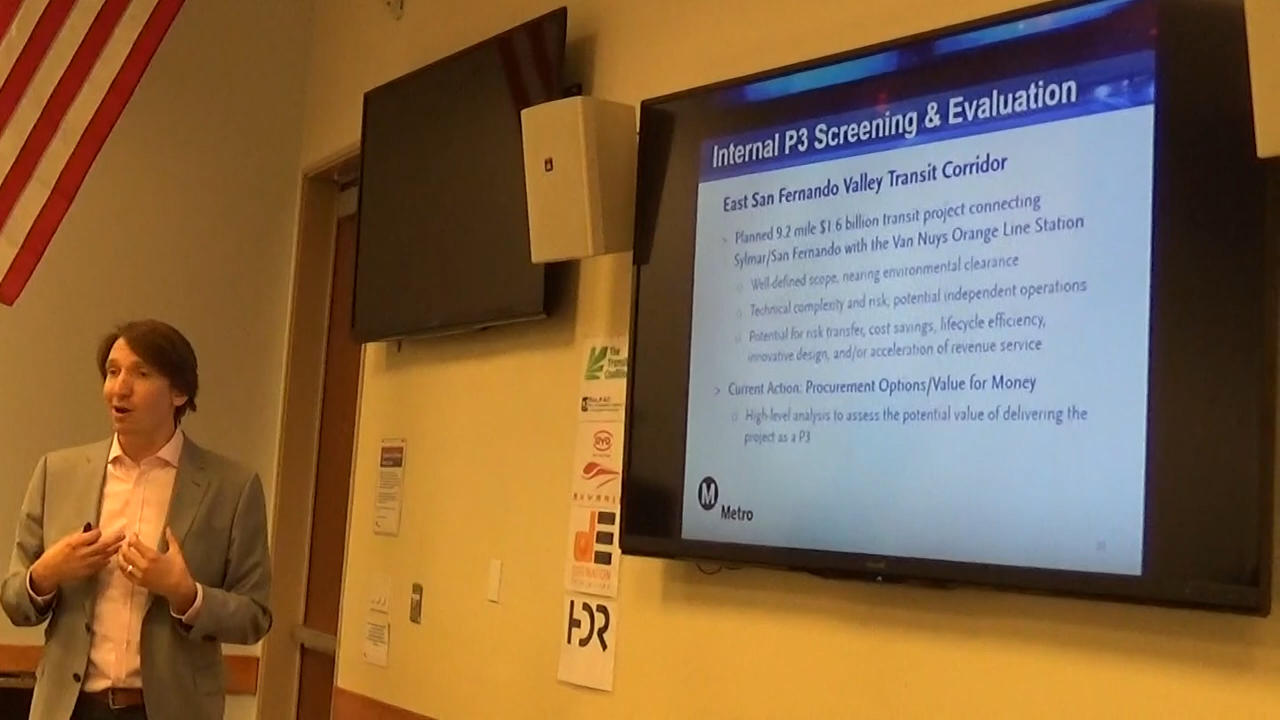 Internal P3 Screening & Evaluation
East San Fernando Valley Transit Corridor
> Planned 9.2 mile $1.6 billion transit project connecting
Sylmar/San Fernando with the Van Nuys Orange Line Station
Well-defined scope, nearing environmental clearance
Technical complexity and risk, potential independent operations
Potential for risk transfer, cost savings, lifecycle efficiency,
innovative design, and/or acceleration of revenue service
> Current Action: Procurement Options/Value for Money
High-level analysis to assess the potential value of delivering the
project as a P3
M
Metro
The
BYD
dE
HDR